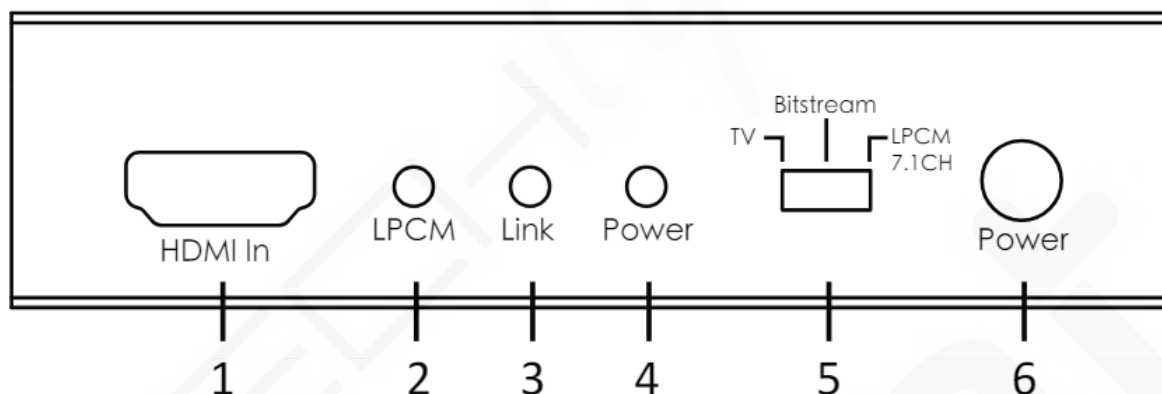 Bitstream
TV
LPCM
7.1CH
HDMI In
LPCM
Link
Power
Power
1
2
3
4
5
6